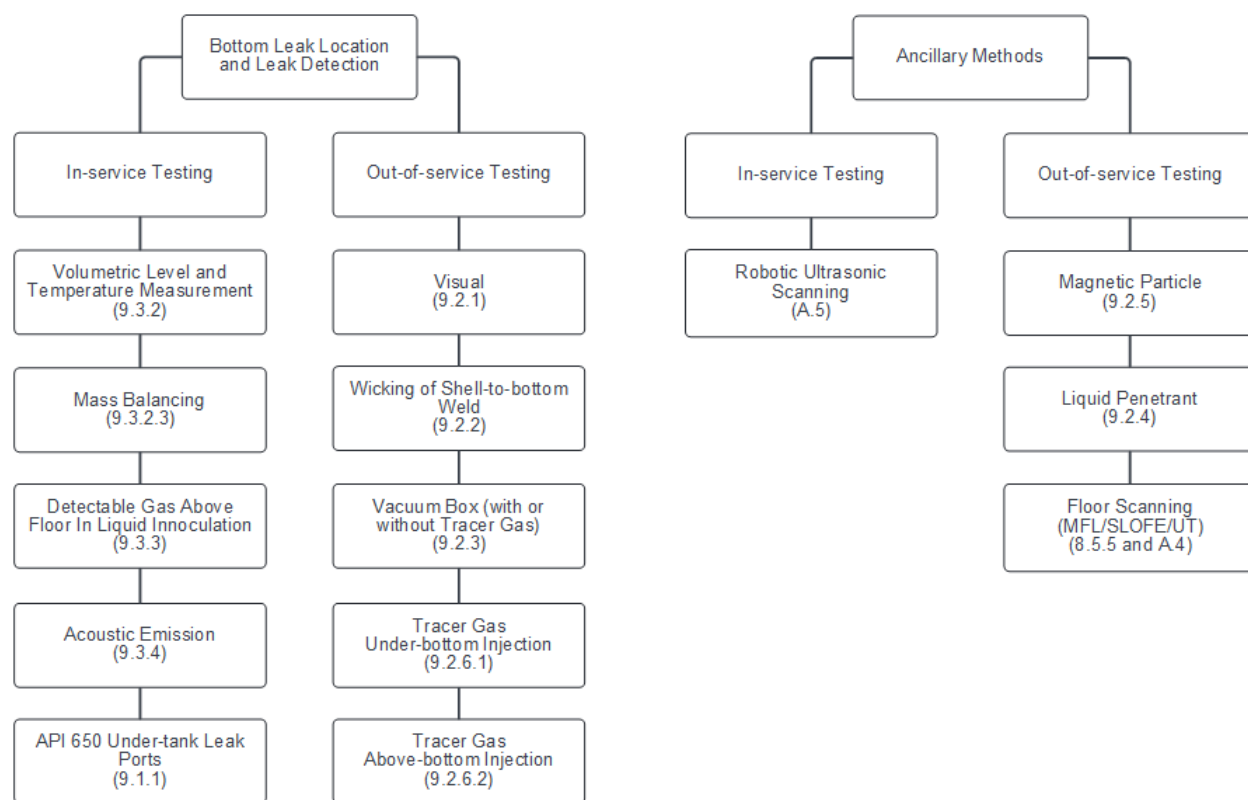 Bottom Leak Location
and Leak Detection
In-service Testing
Volumetric Level and
Temperature Measurement
(9.3.2)
Mass Balancing
(9.3.2.3)
Detectable Gas Above
Floor In Liquid Innoculation
(9.3.3)
Acoustic Emission
(9.3.4)
API 650 Under-tank Leak
Ports
(9.1.1)
Out-of-service Testing
Visual
(9.2.1)
Wicking of Shell-to-bottom
Weld
(9.2.2)
Vacuum Box (with or
without Tracer Gas)
(9.2.3)
Tracer Gas
Under-bottom Injection
(9.2.6.1)
Tracer Gas
Above-bottom Injection
(9.2.6.2)
Ancillary Methods
In-service Testing
Robotic Ultrasonic
Scanning
(A.5)
Out-of-service Testing
Magnetic Particle
(9.2.5)
Liquid Penetrant
(9.2.4)
Floor Scanning
(MFL/SLOFE/UT)
(8.5.5 and A.4)